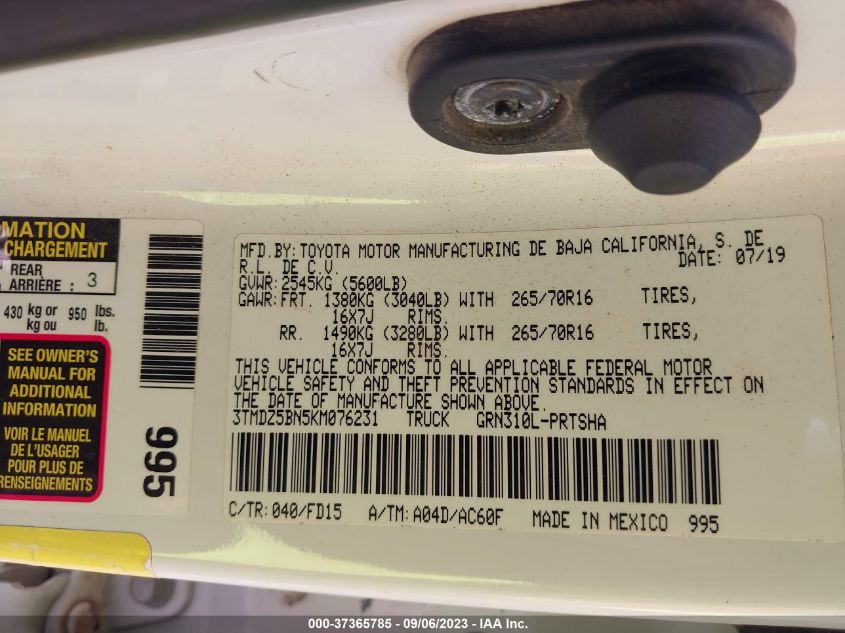 MATION
CHARGEMENT
REAR
ARRIÈRE : 3
430 kg or 950 lbs.
kg ou lb.
SEE OWNER'S
MANUAL FOR
ADDITIONAL
INFORMATION
VOIR LE MANUEL
DE L'USAGER
POUR PLUS DE
RENSEIGNEMENTS
995
MFD.BY:TOYOTA MOTOR MANUFACTURING DE BAJA CALIFORNIA, S. DE
R.L. DE C.V. DATE: 07/19
GVWR:2545KG (5600LB)
GAWR:FRT. 1380KG (3040LB) WITH 265/70R16 TIRES,
16X7J RIMS.
RR. 1490KG (3280LB) WITH 265/70R16 TIRES,
16X7J RIMS.
THIS VEHICLE CONFORMS TO ALL APPLICABLE FEDERAL MOTOR
VEHICLE SAFETY AND THEFT PREVENTION STANDARDS IN EFFECT ON
THE DATE OF MANUFACTURE SHOWN ABOVE.
3TMDZ5BN5KM076231 TRUCK GRN310L-PRTSHA
C/TR:040/FD15 A/TM:A04D/AC60F MADE IN MEXICO 995
000-37365785 - 09/06/2023 - IAA Inc.